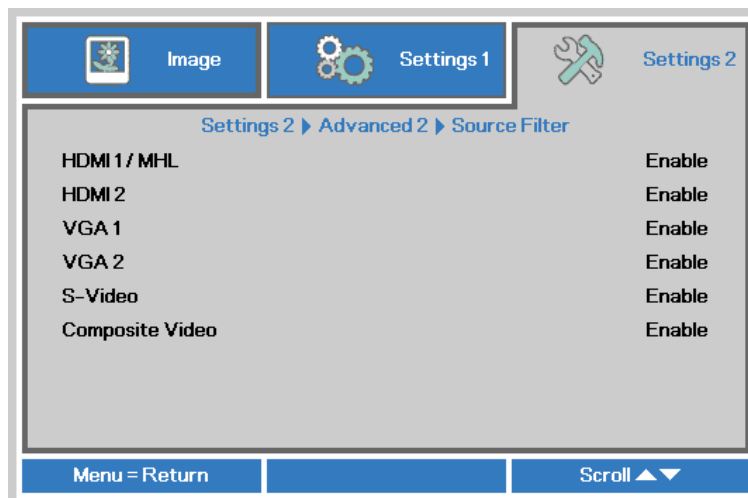 Image
Settings 1
Settings 2
Settings 2 ▶ Advanced 2 ▶ Source Filter
HDMI 1 / MHL Enable
HDMI 2 Enable
VGA 1 Enable
VGA 2 Enable
S-Video Enable
Composite Video Enable
Menu = Return
Scroll ▲▼